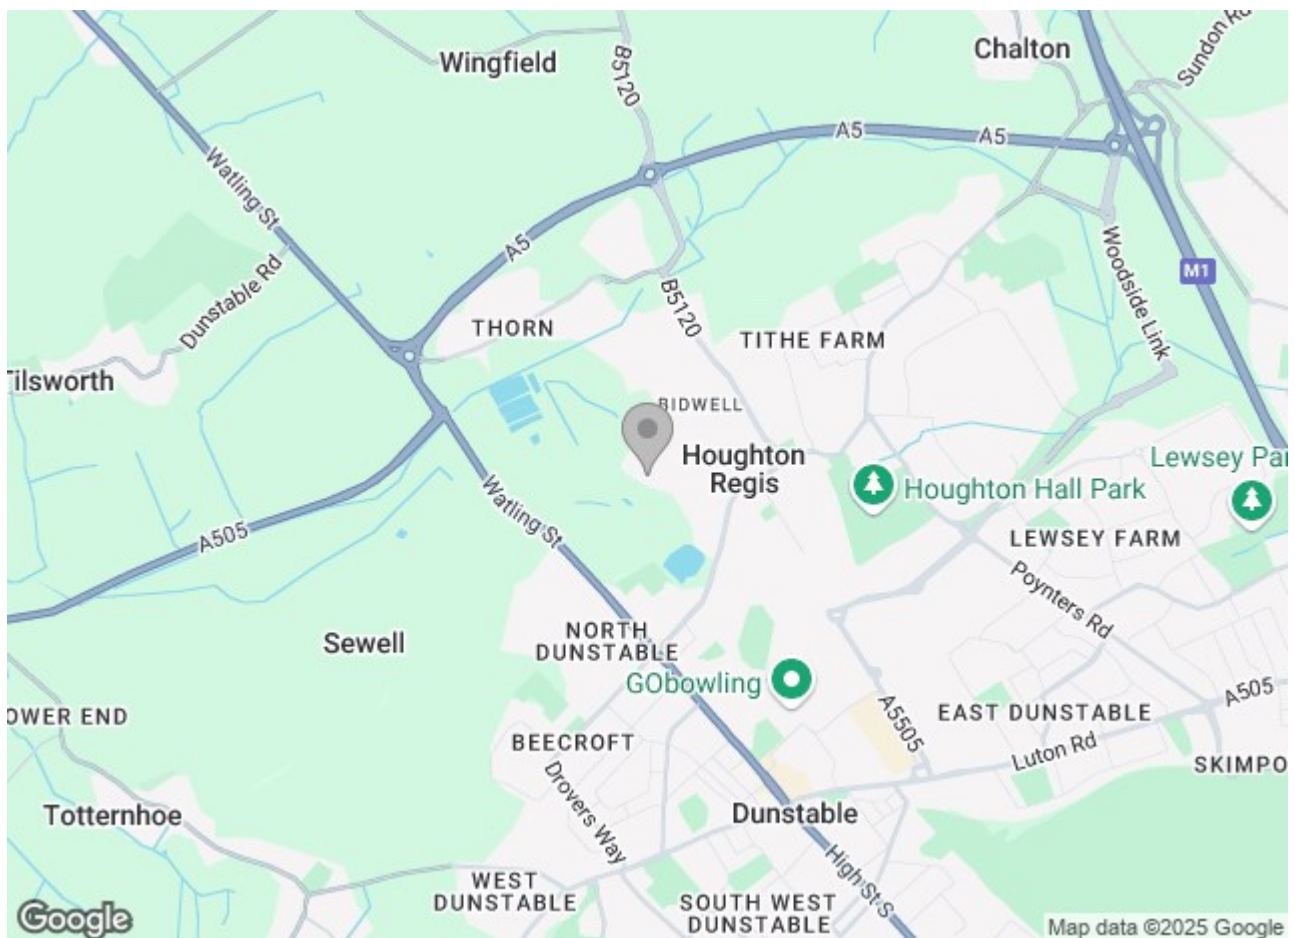 Wingfield
B5120
Chalton
Sundon Rd
A5
A5
Watling St
A5
Woodside Link
M1
Dunstable Rd
B5120
THORN
TITHE FARM
Tilsworth
BIDWELL
Houghton
Regis
Lewsey Par
Houghton Hall Park
Watling St
A505
LEWSEY FARM
Poynters Rd
NORTH
DUNSTABLE
Sewell
GObowling
A505
OWER END
A5505
EAST DUNSTABLE
BEECROFT
Luton Rd
SKIMPO
Drovers Way
Totternhoe
Dunstable
High St S
WEST
DUNSTABLE
SOUTH WEST
DUNSTABLE
Google
Map data ©2025 Google